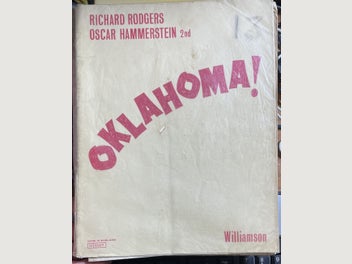 RICHARD RODGERS
OSCAR HAMMERSTEIN 2nd
OKLAHOMA!
Williamson